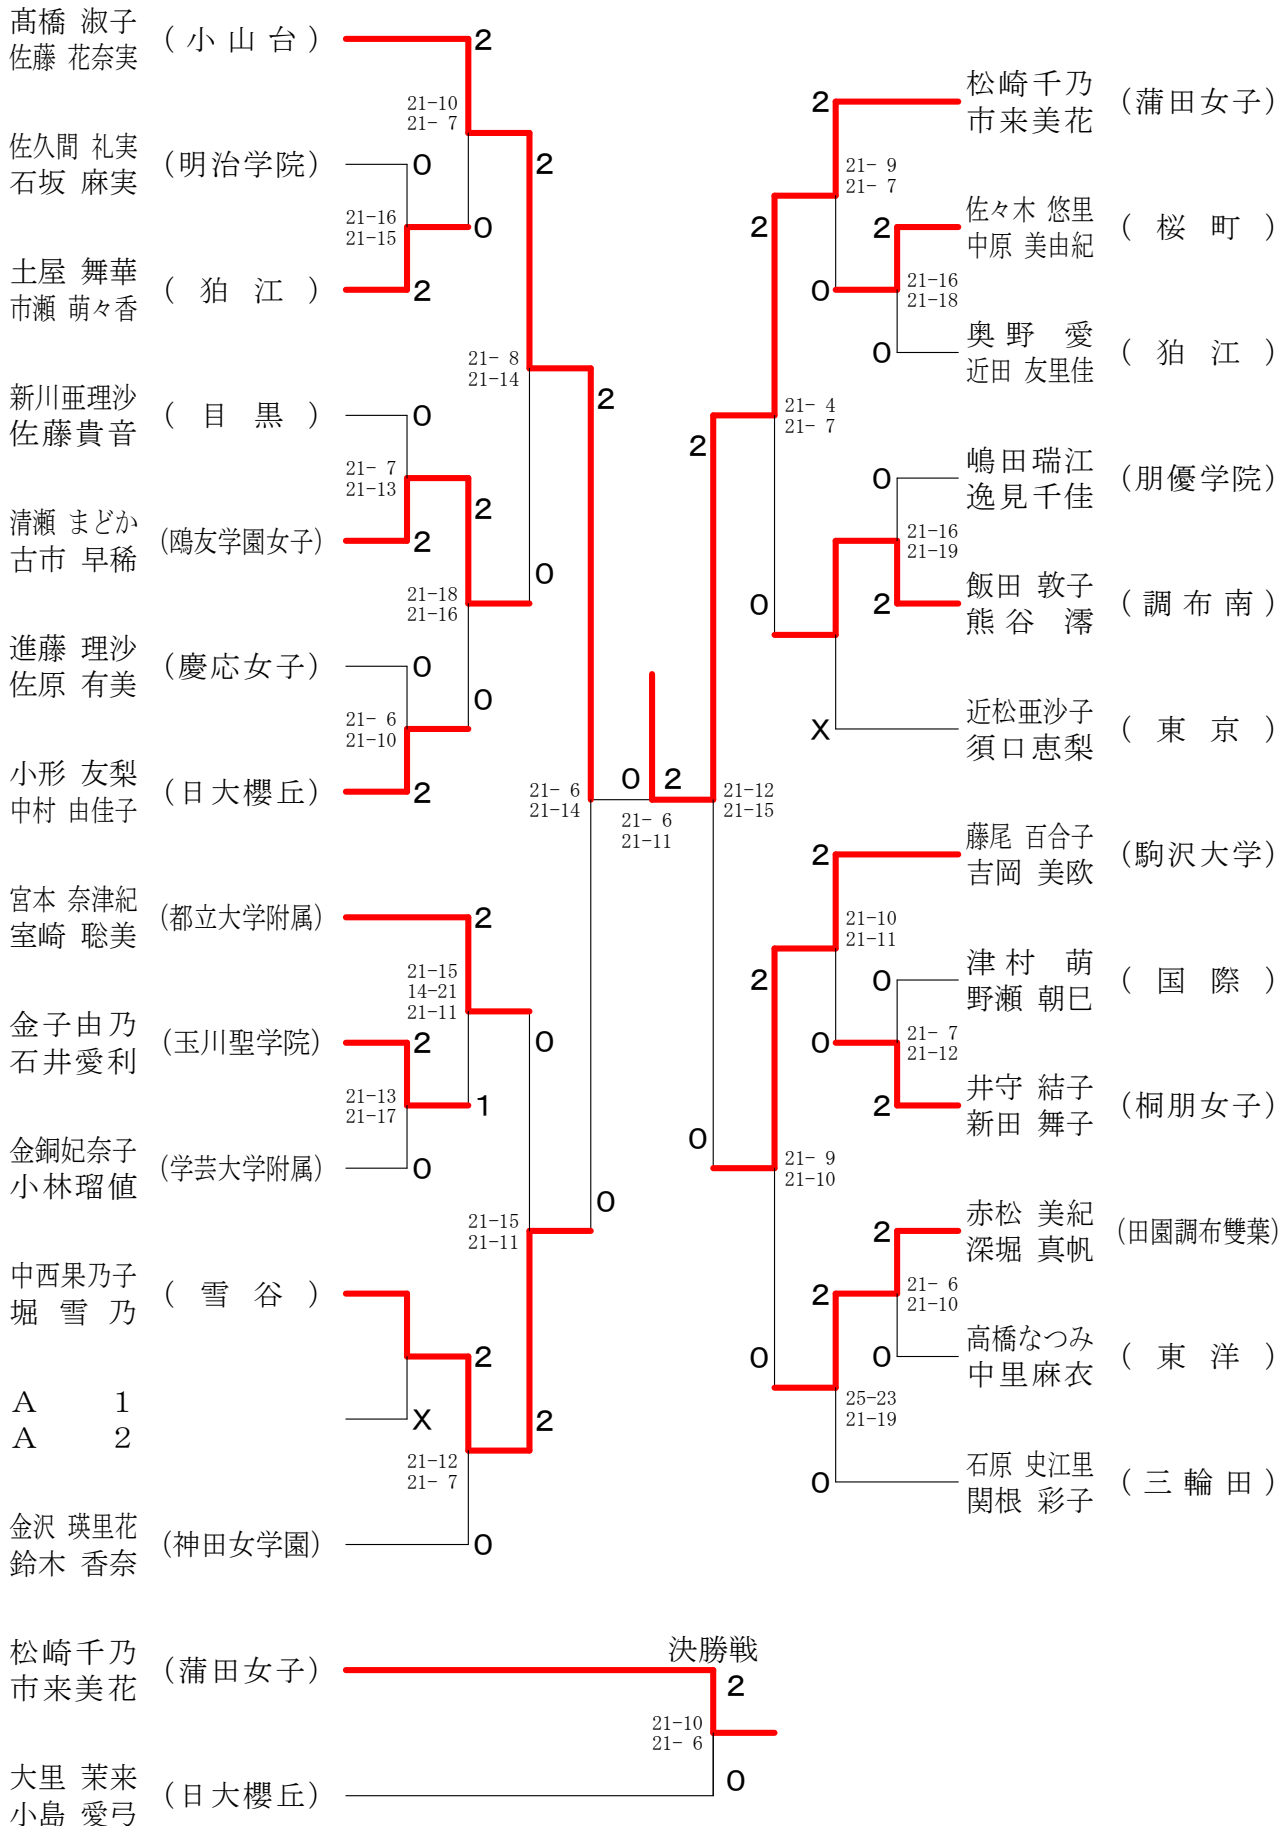 髙橋 淑子
佐藤 花奈実
(小山台)
2
21-10
21- 7
佐久間 礼実
石坂 麻実
(明治学院)
0
2
21-16
21-15
0
土屋 舞華
市瀬 萌々香
(狛江)
2
21- 8
21-14
2
新川亜理沙
佐藤貴音
(目黒)
0
21- 7
21-13
2
清瀬 まどか
古市 早稀
(鴎友学園女子)
2
0
21-18
21-16
進藤 理沙
佐原 有美
(慶応女子)
0
0
21- 6
21-10
小形 友梨
中村 由佳子
(日大櫻丘)
2
21- 6
21-14
宮本 奈津紀
室崎 聡美
(都立大学附属)
2
21-15
14-21
21-11
金子由乃
石井愛利
(玉川聖学院)
2
0
21-13
21-17
1
金銅妃奈子
小林瑠値
(学芸大学附属)
0
0
21-15
21-11
中西果乃子
堀雪乃
(雪谷)
2
A 1
A 2
X
2
21-12
21- 7
金沢 瑛里花
鈴木 香奈
(神田女学園)
0
0 2
21- 6
21-11
2
松崎千乃
市来美花
(蒲田女子)
21- 9
21- 7
2
2
佐々木 悠里
中原 美由紀
(桜町)
0
21-16
21-18
0
奥野 愛
近田 友里佳
(狛江)
2
21- 4
21- 7
0
嶋田瑞江
逸見千佳
(朋優学院)
21-16
21-19
0
2
飯田 敦子
熊谷 澪
(調布南)
X
近松亜沙子
須口恵梨
(東京)
21-12
21-15
2
藤尾 百合子
吉岡 美欧
(駒沢大学)
21-10
21-11
2
0
津村 萌
野瀬 朝巳
(国際)
0
21- 7
21-12
2
井守 結子
新田 舞子
(桐朋女子)
0
21- 9
21-10
2
赤松 美紀
深堀 真帆
(田園調布雙葉)
2
21- 6
21-10
0
0
高橋なつみ
中里麻衣
(東洋)
25-23
21-19
0
石原 史江里
関根 彩子
(三輪田)
決勝戦
松崎千乃
市来美花
(蒲田女子)
2
21-10
21- 6
大里 茉来
小島 愛弓
(日大櫻丘)
0